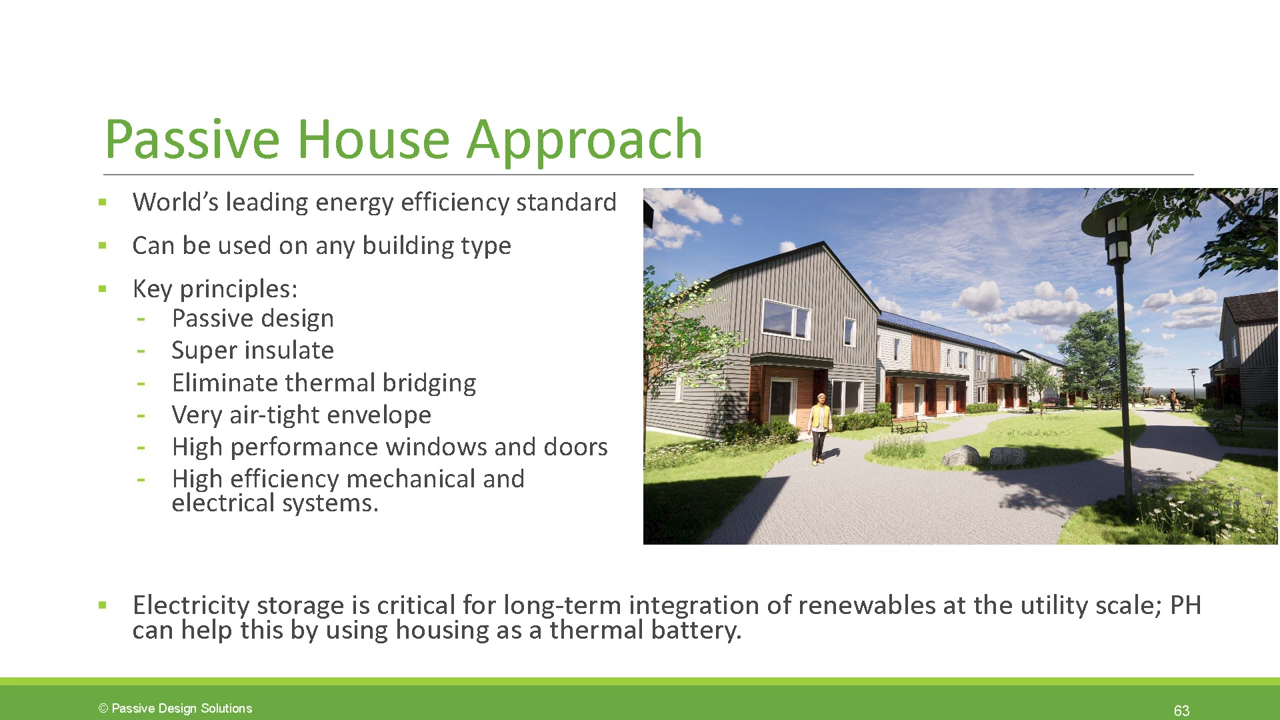 Passive House Approach
▪ World’s leading energy efficiency standard
▪ Can be used on any building type
▪ Key principles:
- Passive design
- Super insulate
- Eliminate thermal bridging
- Very air-tight envelope
- High performance windows and doors
- High efficiency mechanical and
electrical systems.
▪ Electricity storage is critical for long-term integration of renewables at the utility scale; PH
can help this by using housing as a thermal battery.
© Passive Design Solutions
63